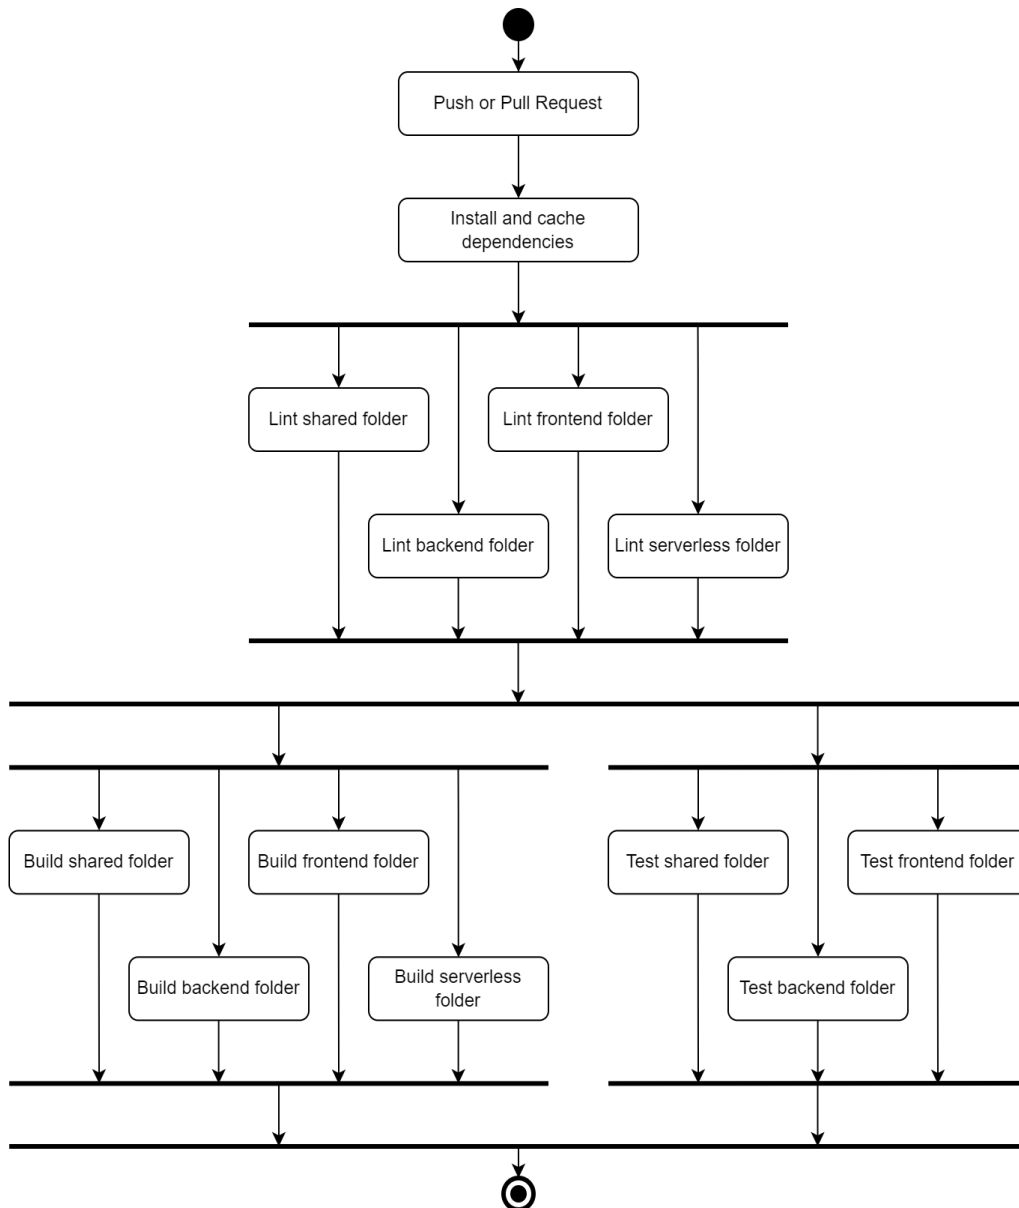 Push or Pull Request
Install and cache
dependencies
Lint shared folder
Lint frontend folder
Lint backend folder
Lint serverless folder
Build shared folder
Build frontend folder
Test shared folder
Test frontend folder
Build backend folder
Build serverless
folder
Test backend folder